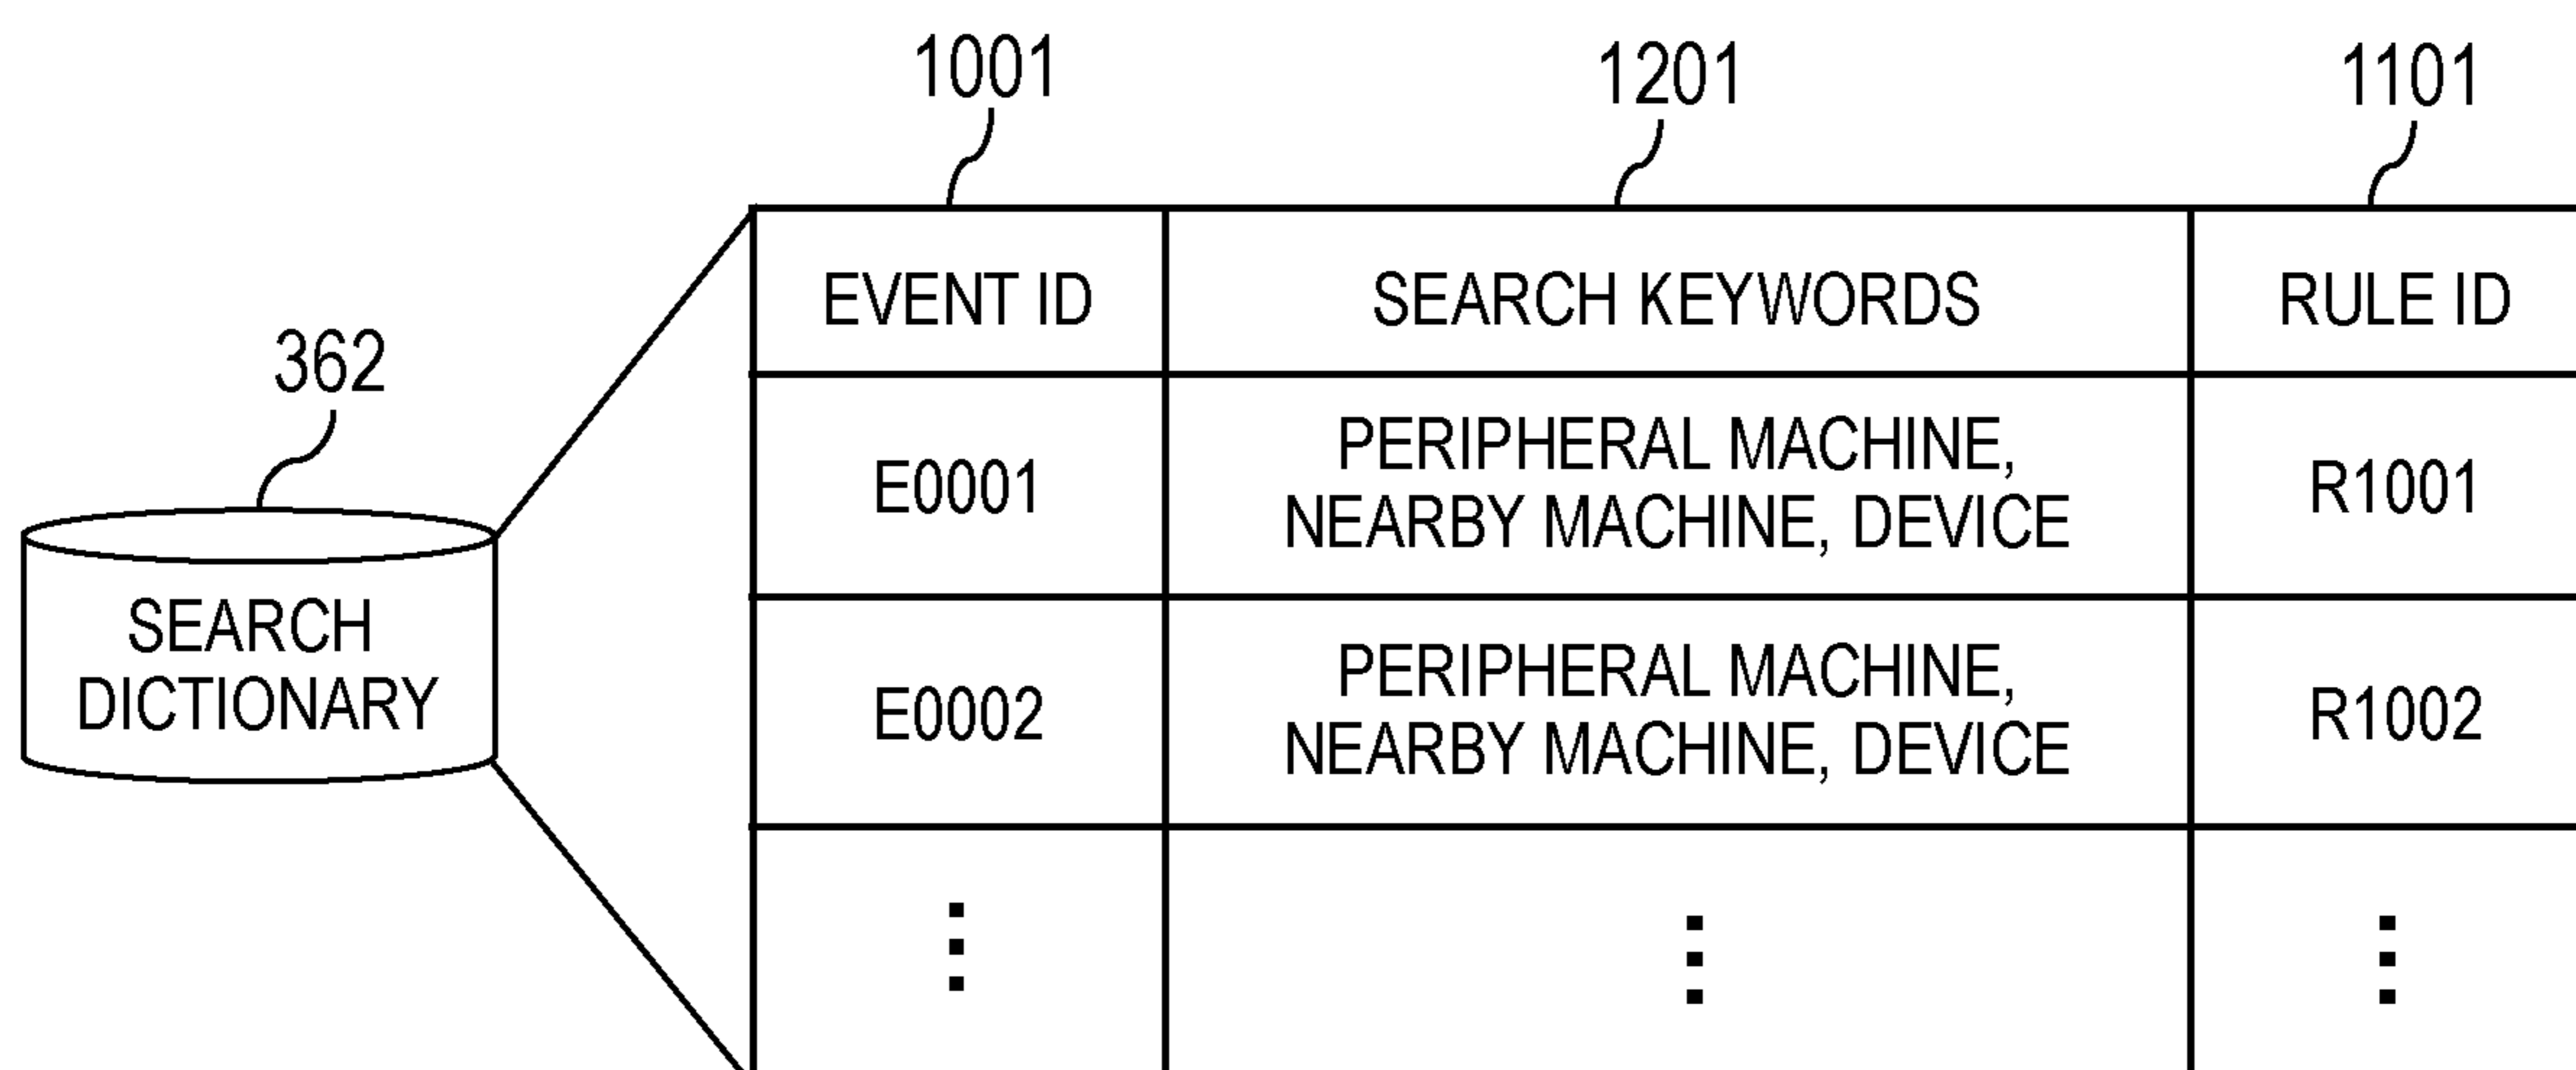 1001
1201
1101
EVENT ID
SEARCH KEYWORDS
RULE ID
362
SEARCH
DICTIONARY
E0001
PERIPHERAL MACHINE,
NEARBY MACHINE, DEVICE
R1001
E0002
PERIPHERAL MACHINE,
NEARBY MACHINE, DEVICE
R1002